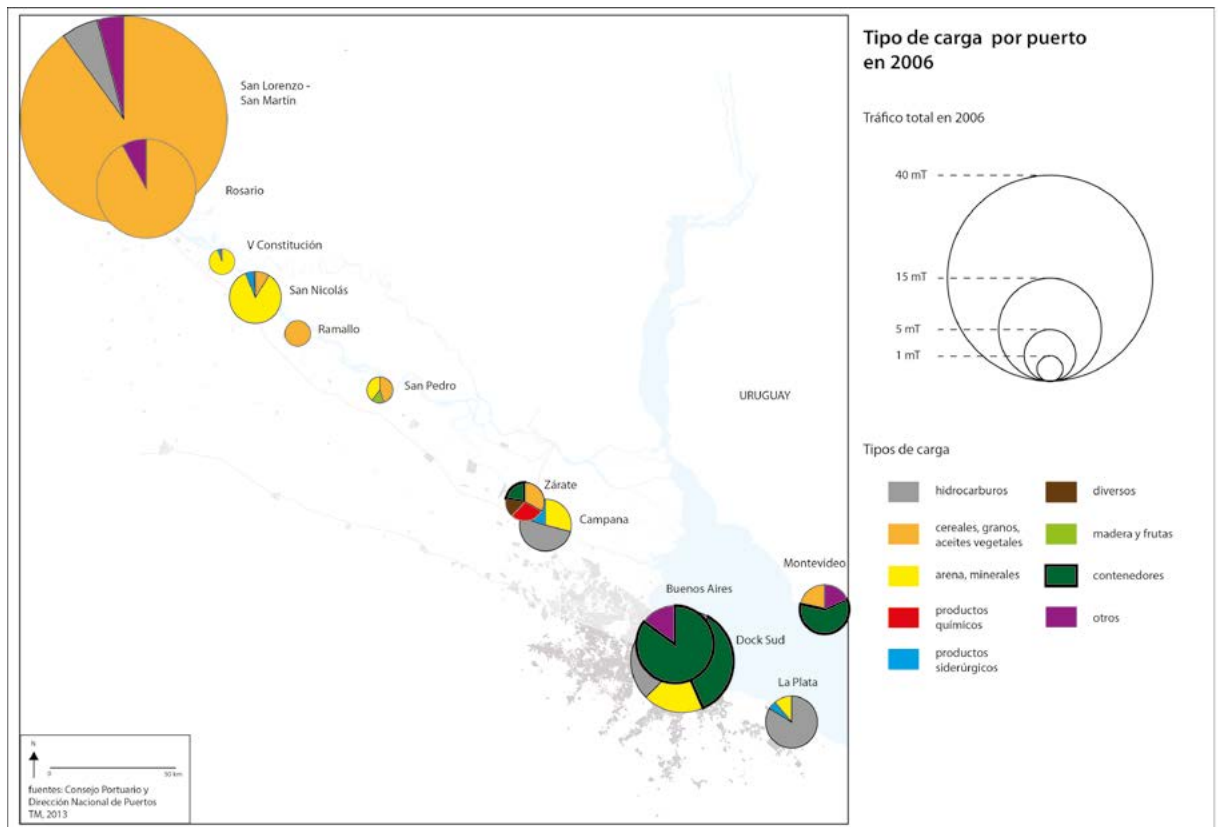 Tipo de carga por puerto
en 2006
Tráfico total en 2006
40 mT
15 mT
5 mT
1 mT
Tipos de carga
hidrocarburos
cereales, granos,
aceites vegetales
arena, minerales
productos
químicos
productos
siderúrgicos
diversos
madera y frutas
contenedores
otros
San Lorenzo -
San Martín
Rosario
V Constitución
San Nicolás
Ramallo
San Pedro
URUGUAY
Zárate
Campana
Montevideo
Buenos Aires
Dock Sud
La Plata
N
0 50 km
fuentes: Consejo Portuario y
Dirección Nacional de Puertos
TM, 2013